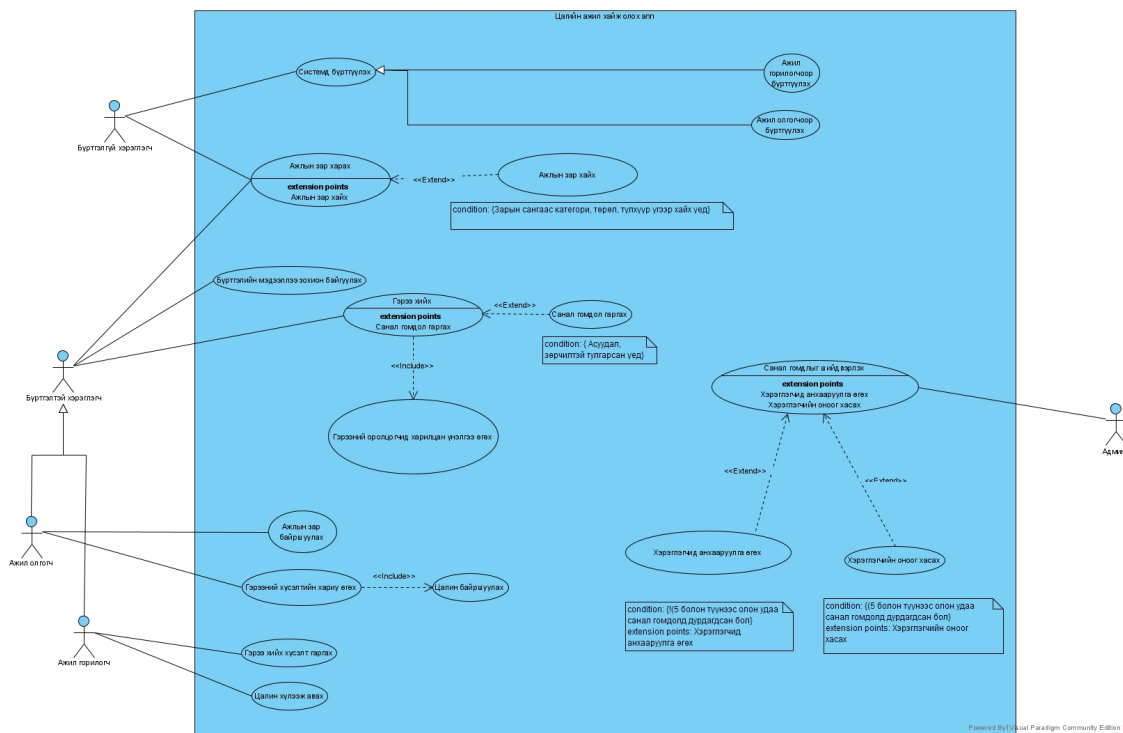 Цагийн ажил хайж олох апп
Системд бүртгүүлэх
Ажил
горилогчоор
бүртгүүлэх
Ажил олгогчоор
бүртгүүлэх
Бүртгэлгүй хэрэглэгч
Ажлын зар харах
extension points
Ажлын зар хайх
<<Extend>>
Ажлын зар хайх
condition: {Зарын сангаас категори, төрөл, түлхүүр үгээр хайх үед}
Бүртгэлийн мэдээллээ зохион байгуулах
Гэрээ хийх
extension points
Санал гомдол гаргах
<<Extend>>
Санал гомдол гаргах
condition: { Асуудал,
зөрчилтэй тулгарсан үед}
<<Include>>
Гэрээний оролцогчид харилцан үнэлгээ өгөх
Бүртгэлтэй хэрэглэгч
Санал гомдлыг шийдвэрлэх
extension points
Хэрэглэгчид анхааруулга өгөх
Хэрэглэгчийн оноог хасах
Админ
<<Extend>>
<<Extend>>
Хэрэглэгчид анхааруулга өгөх
Хэрэглэгчийн оноог хасах
condition: {!(5 болон түүнээс олон удаа
санал гомдолд дурдагдсан бол}
extension points: Хэрэглэгчид
анхааруулга өгөх
condition: {(5 болон түүнээс олон удаа
санал гомдолд дурдагдсан бол}
extension points: Хэрэглэгчийн оноог
хасах
Ажил олгогч
Ажлын зар
байршуулах
Гэрээний хүсэлтийн хариу өгөх
<<Include>>
Цалин байршуулах
Ажил горилогч
Гэрээ хийх хүсэлт гаргах
Цалин хүлээж авах
Powered By Visual Paradigm Community Edition